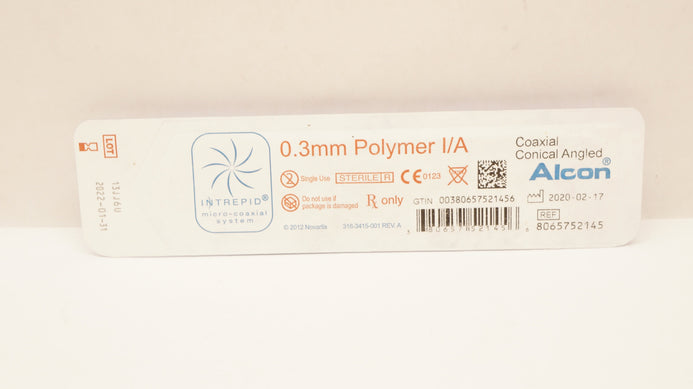 LOT
13JJ6U
2022-01-31
INTREPID®
micro-coaxial
system
0.3mm Polymer I/A
Single Use
STERILE R
CE 0123
Do not use if
package is damaged
Rx only
© 2012 Novartis
316-3415-001 REV. A
Coaxial
Conical Angled
Alcon®
GTIN 00380657521456
2020-02-17
REF
8065752145